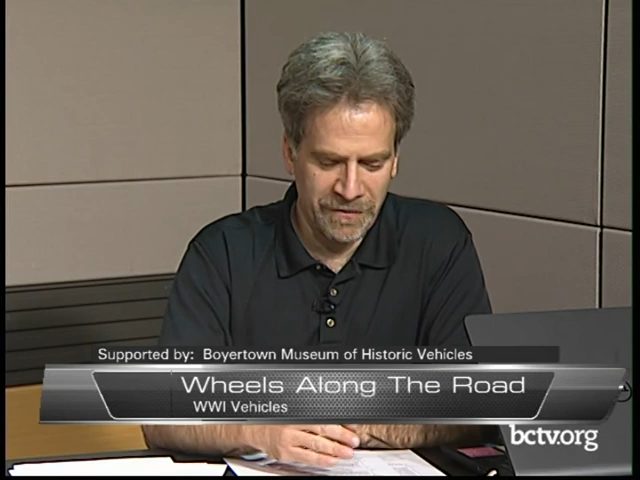 Supported by: Boyertown Museum of Historic Vehicles
Wheels Along The Road
WWI Vehicles
bctv.org